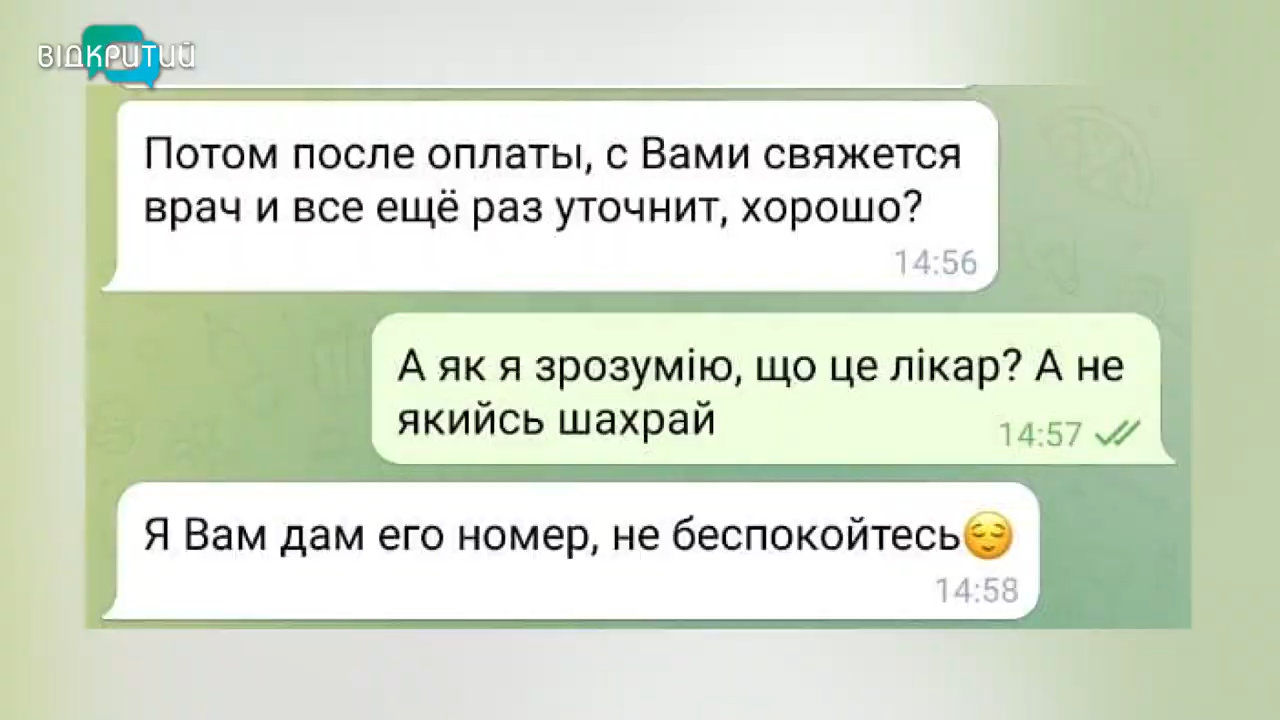 ВІДКРИТИЙ
Потом после оплаты, с Вами свяжется
врач и все ещё раз уточнит, хорошо?
14:56
А як я зрозумію, що це лікар? А не
якийсь шахрай
14:57
Я Вам дам его номер, не беспокойтесь😌
14:58